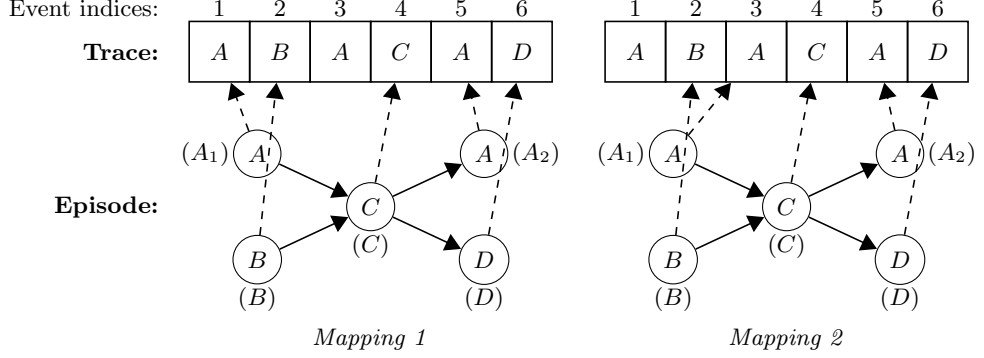 Event indices: 1 2 3 4 5 6 1 2 3 4 5 6
Trace: A B A C A D A B A C A D
(A₁) A A (A₂) (A₁) A A (A₂)
Episode: C C
(C) (C)
B D B D
(B) (D) (B) (D)
Mapping 1 Mapping 2